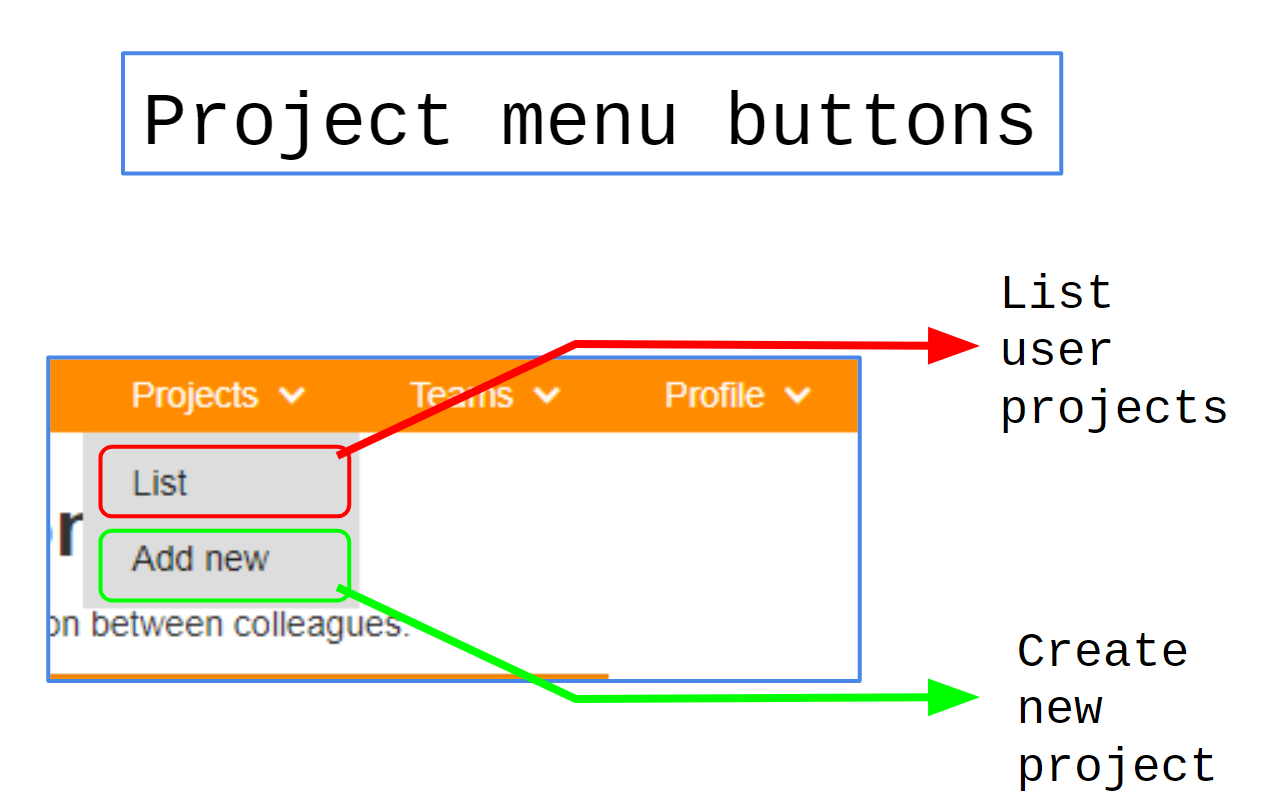 Project menu buttons
List
user
projects
Projects Teams Profile
List
Add new
on between colleagues.
Create
new
project